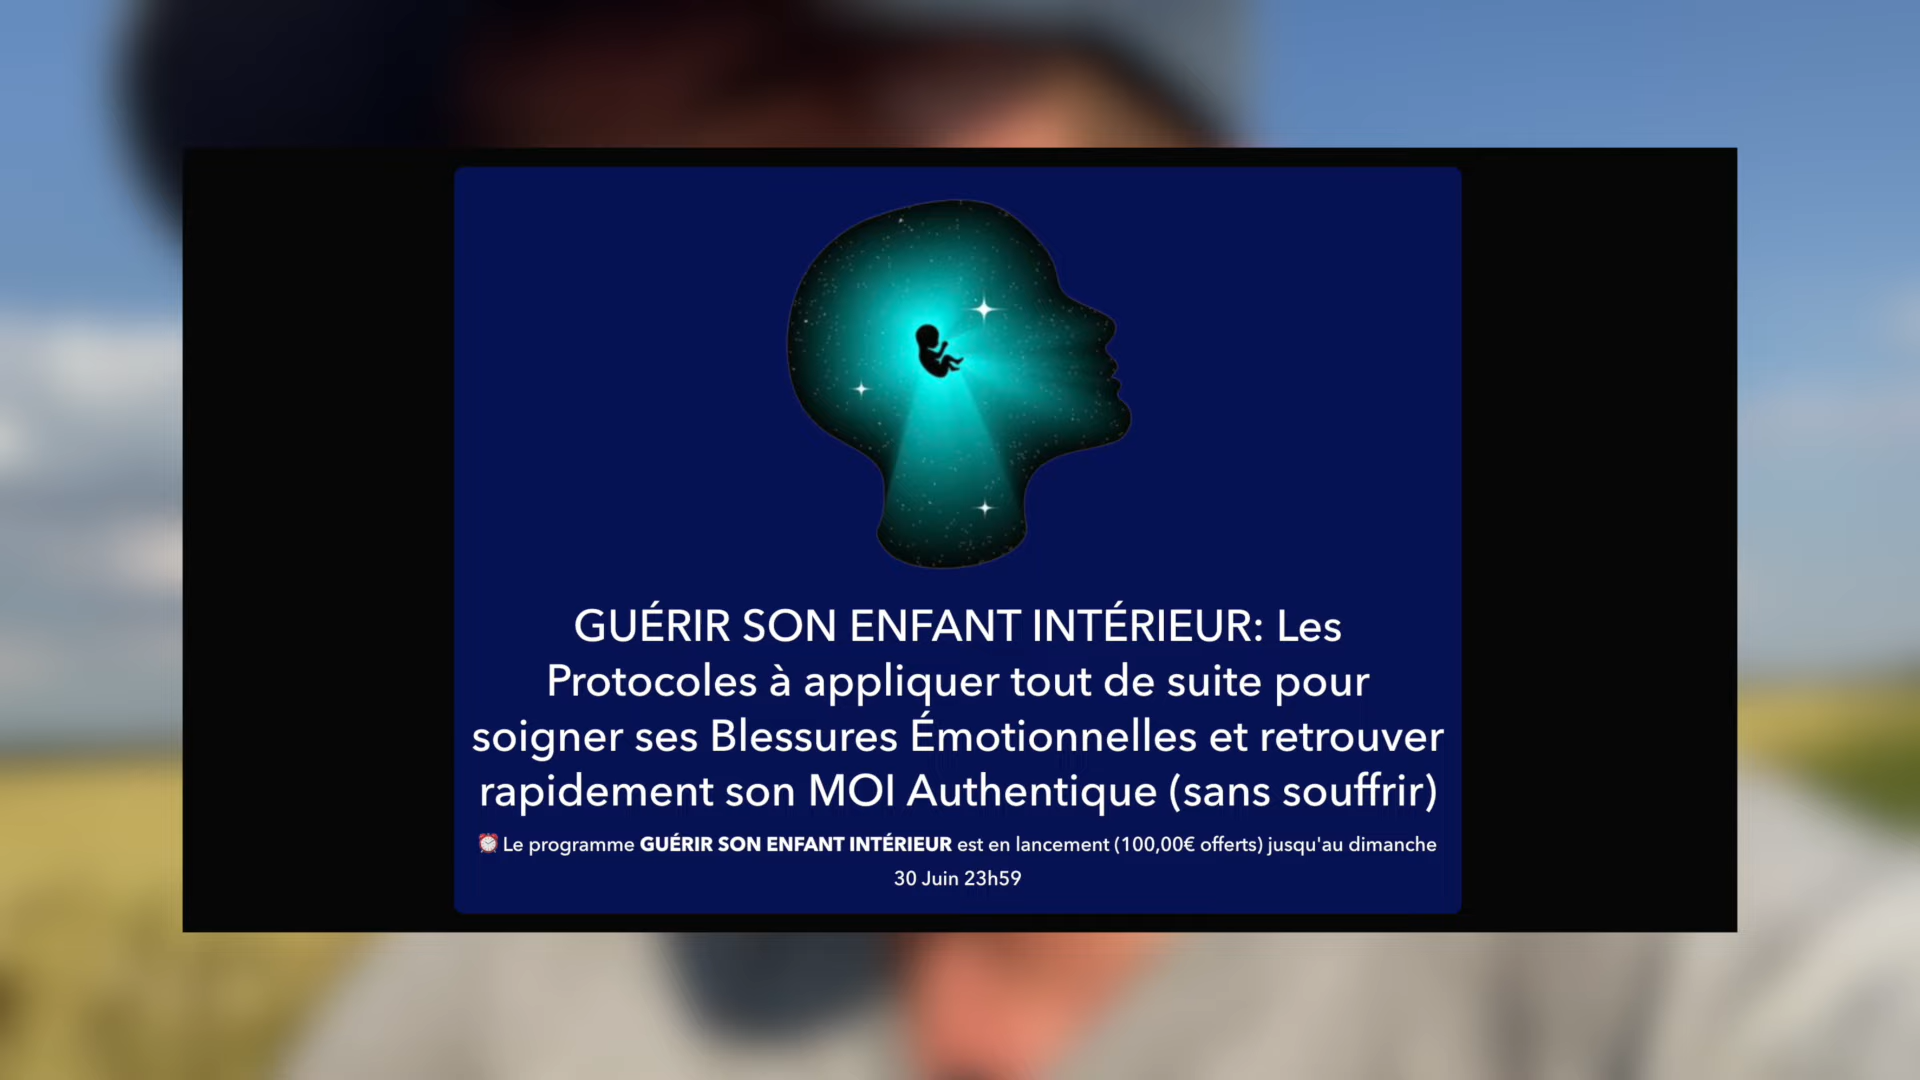 GUÉRIR SON ENFANT INTÉRIEUR: Les
Protocoles à appliquer tout de suite pour
soigner ses Blessures Émotionnelles et retrouver
rapidement son MOI Authentique (sans souffrir)
⏰ Le programme GUÉRIR SON ENFANT INTÉRIEUR est en lancement (100,00€ offerts) jusqu'au dimanche
30 Juin 23h59